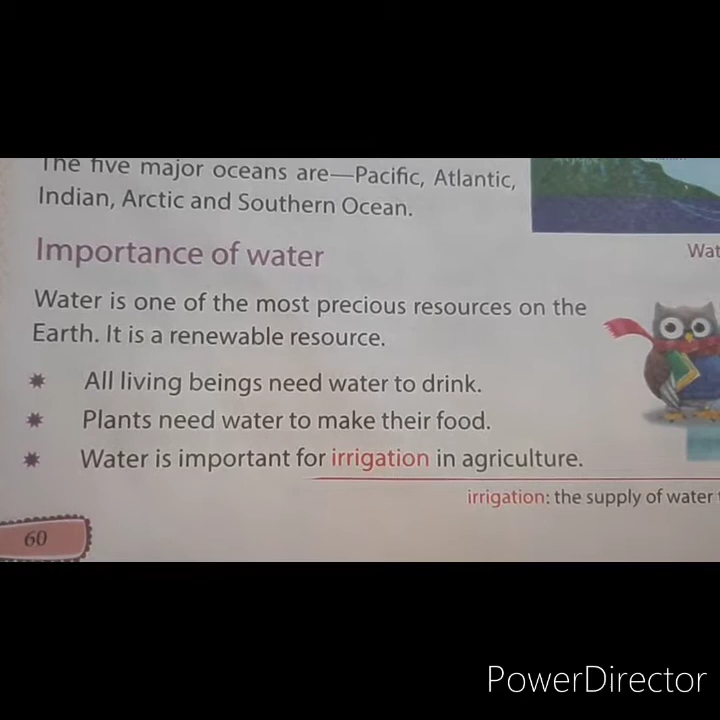 The five major oceans are—Pacific, Atlantic,
Indian, Arctic and Southern Ocean.
Importance of water
Water is one of the most precious resources on the
Earth. It is a renewable resource.
All living beings need water to drink.
Plants need water to make their food.
Water is important for irrigation in agriculture.
irrigation: the supply of water
60
PowerDirector